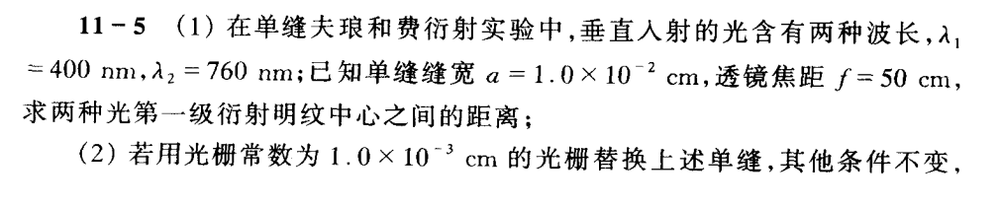 11-5 (1) 在单缝夫琅和费衍射实验中,垂直入射的光含有两种波长,λ₁
=400 nm,λ₂=760 nm;已知单缝缝宽 a=1.0×10⁻² cm,透镜焦距 f=50 cm,
求两种光第一级衍射明纹中心之间的距离;
(2) 若用光栅常数为 1.0×10⁻³ cm 的光栅替换上述单缝,其他条件不变,